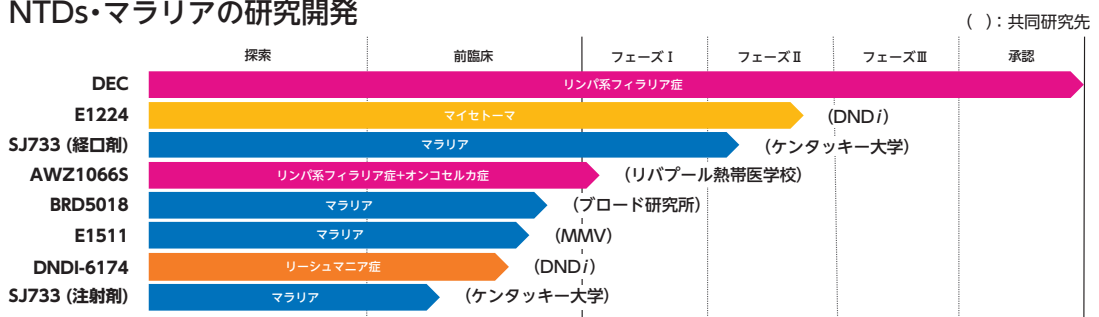 NTDs・マラリアの研究開発
( ):共同研究先
探索 前臨床 フェーズⅠ フェーズⅡ フェーズⅢ 承認
DEC リンパ系フィラリア症
E1224 マイセトーマ (DNDi)
SJ733 (経口剤) マラリア (ケンタッキー大学)
AWZ1066S リンパ系フィラリア症+オンコセルカ症 (リバプール熱帯医学校)
BRD5018 マラリア (ブロード研究所)
E1511 マラリア (MMV)
DNDI-6174 リーシュマニア症 (DNDi)
SJ733 (注射剤) マラリア (ケンタッキー大学)